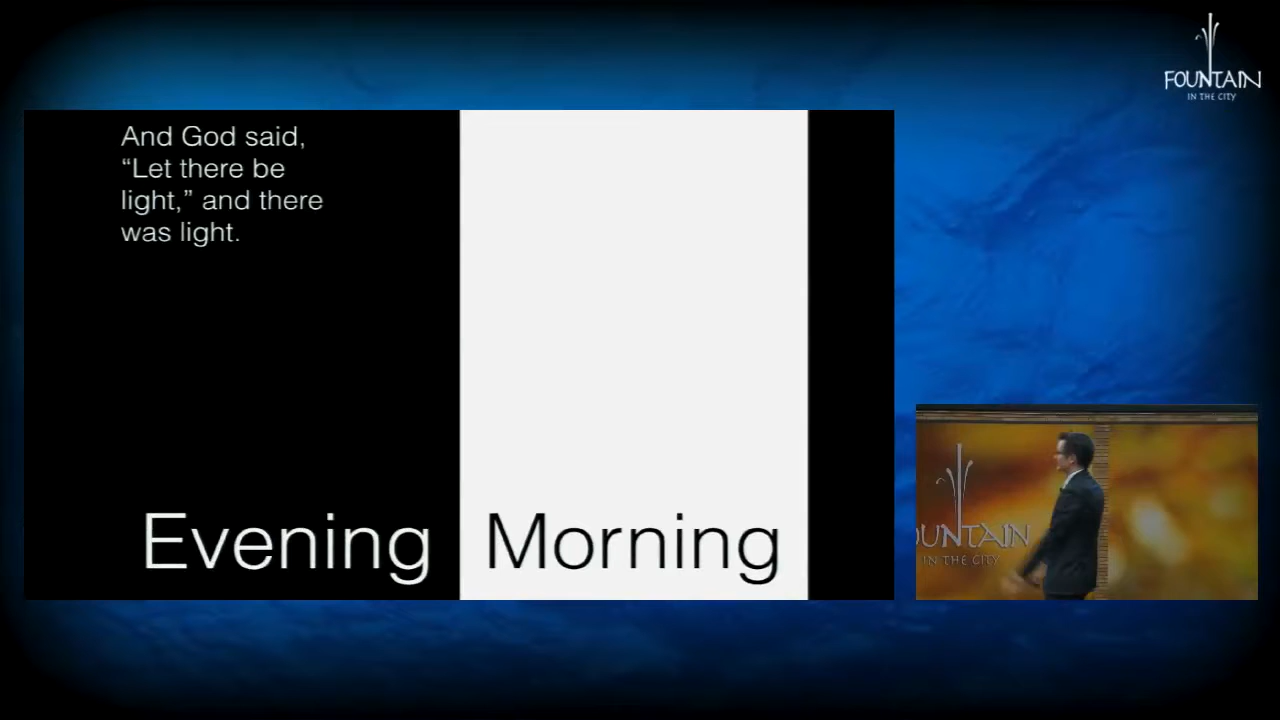 FOUNTAIN
IN THE CITY
And God said,
“Let there be
light,” and there
was light.
Evening
Morning
OUNTAIN
IN THE CITY